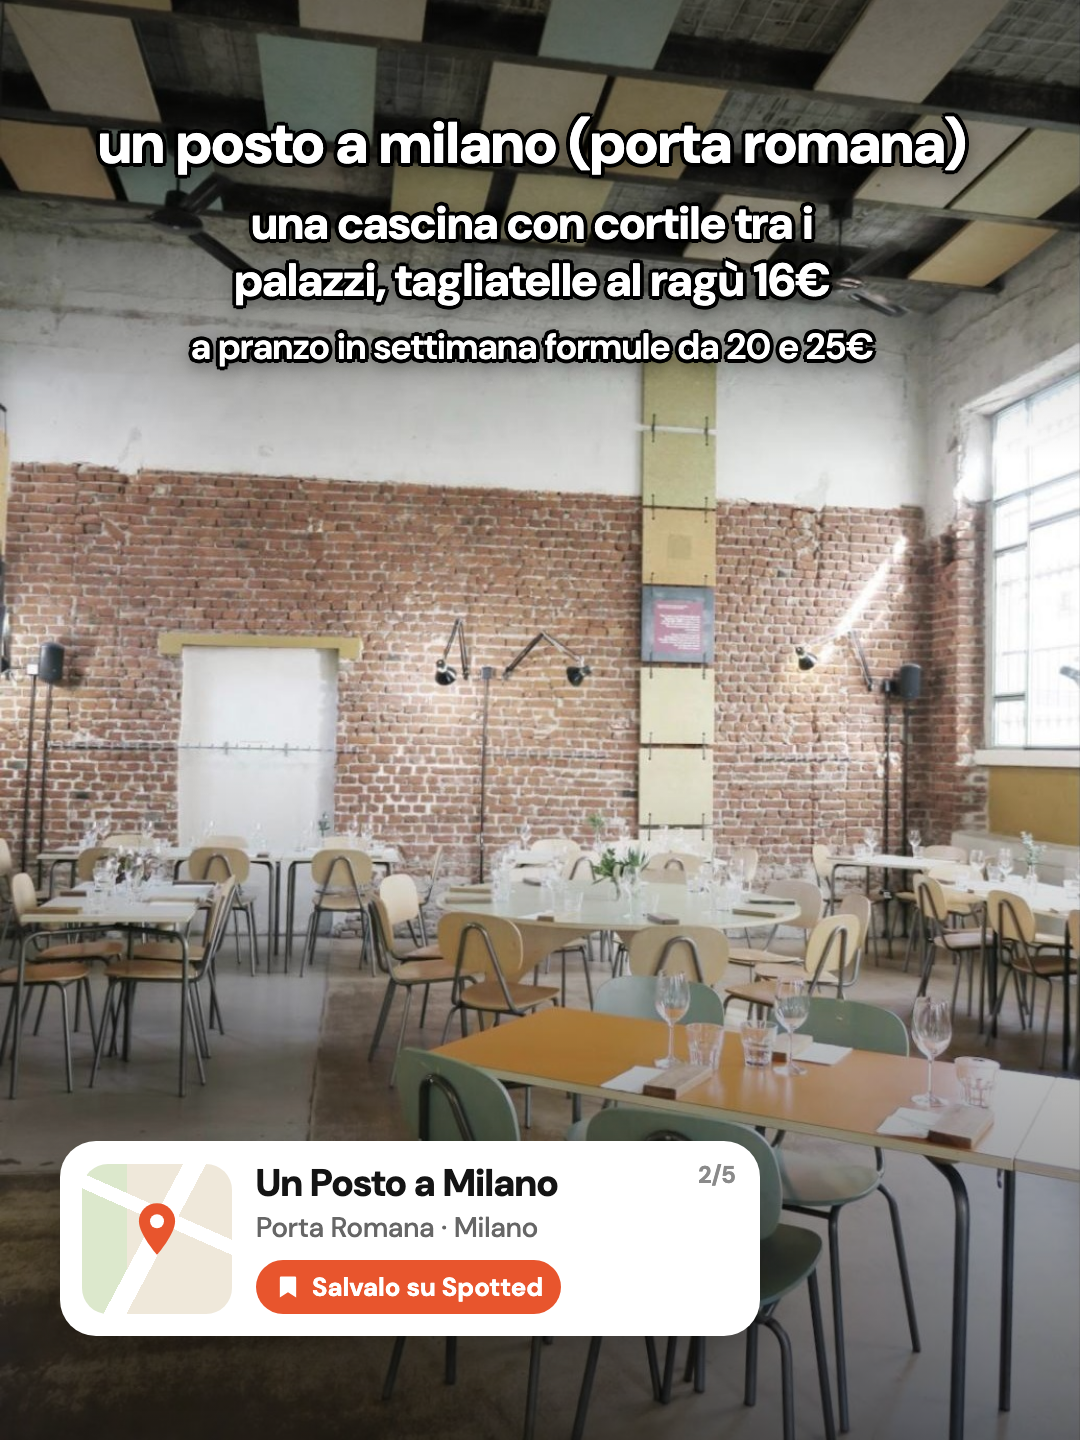 un posto a milano (porta romana)
una cascina con cortile tra i
palazzi, tagliatelle al ragù 16€
a pranzo in settimana formule da 20 e 25€
Un Posto a Milano
2/5
Porta Romana · Milano
Salvalo su Spotted